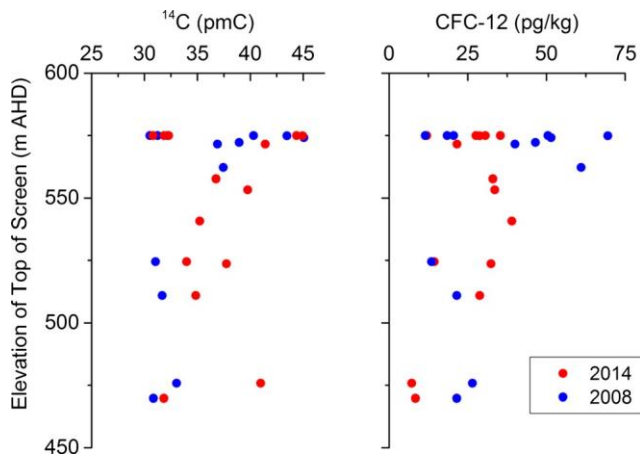 ¹⁴C (pmC)
CFC-12 (pg/kg)
25 30 35 40 45
0 25 50 75
600
550
500
450
Elevation of Top of Screen (m AHD)
2014
2008